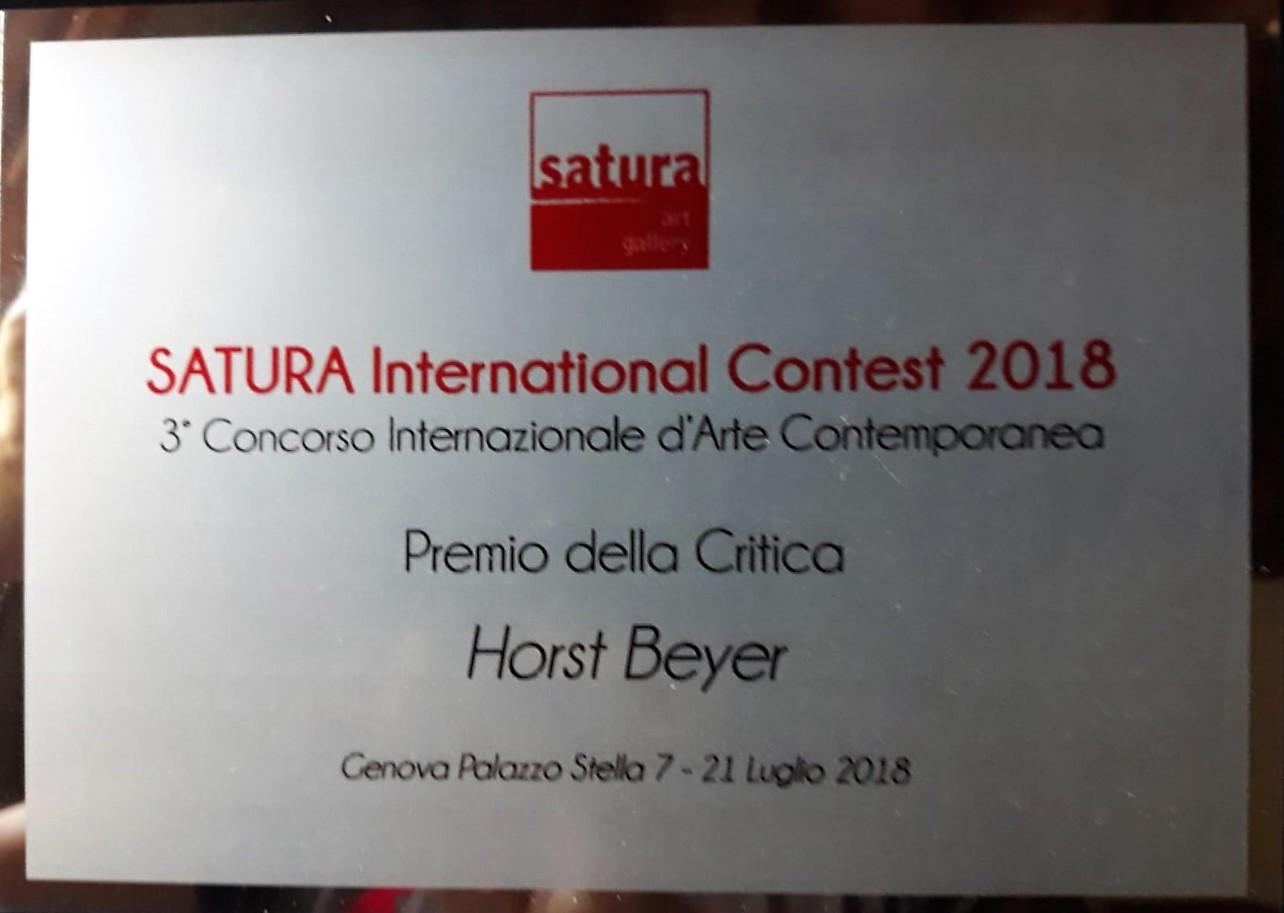 satura
art
gallery
SATURA International Contest 2018
3° Concorso Internazionale d'Arte Contemporanea
Premio della Critica
Horst Beyer
Genova Palazzo Stella 7 - 21 Luglio 2018